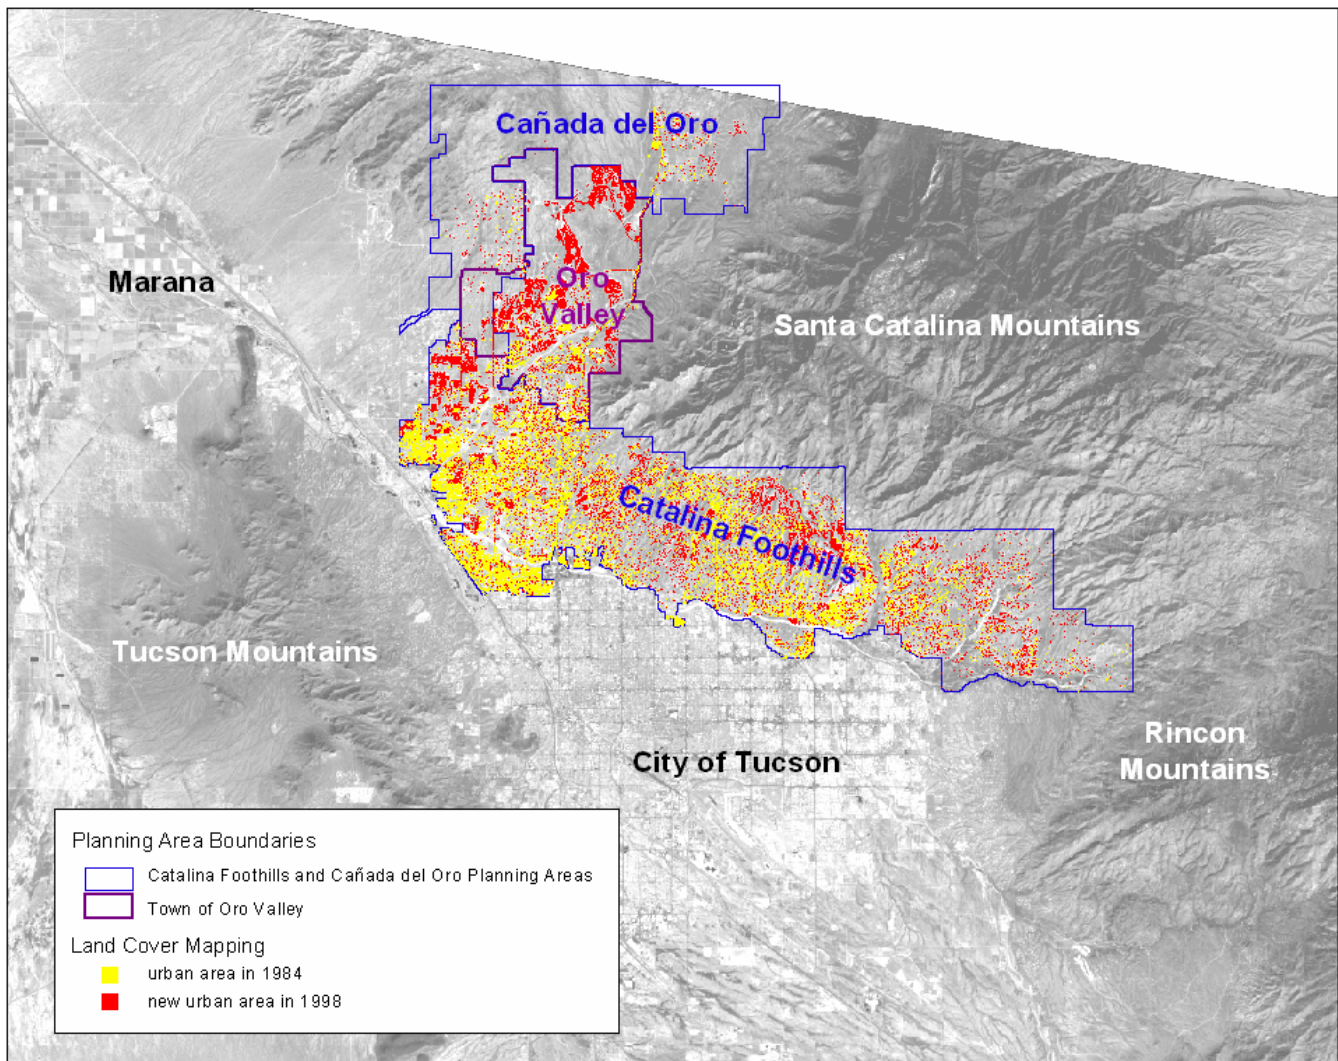 Cañada del Oro
Marana
Oro
Valley
Santa Catalina Mountains
Catalina Foothills
Tucson Mountains
City of Tucson
Rincon
Mountains
Planning Area Boundaries
Catalina Foothills and Cañada del Oro Planning Areas
Town of Oro Valley
Land Cover Mapping
urban area in 1984
new urban area in 1998